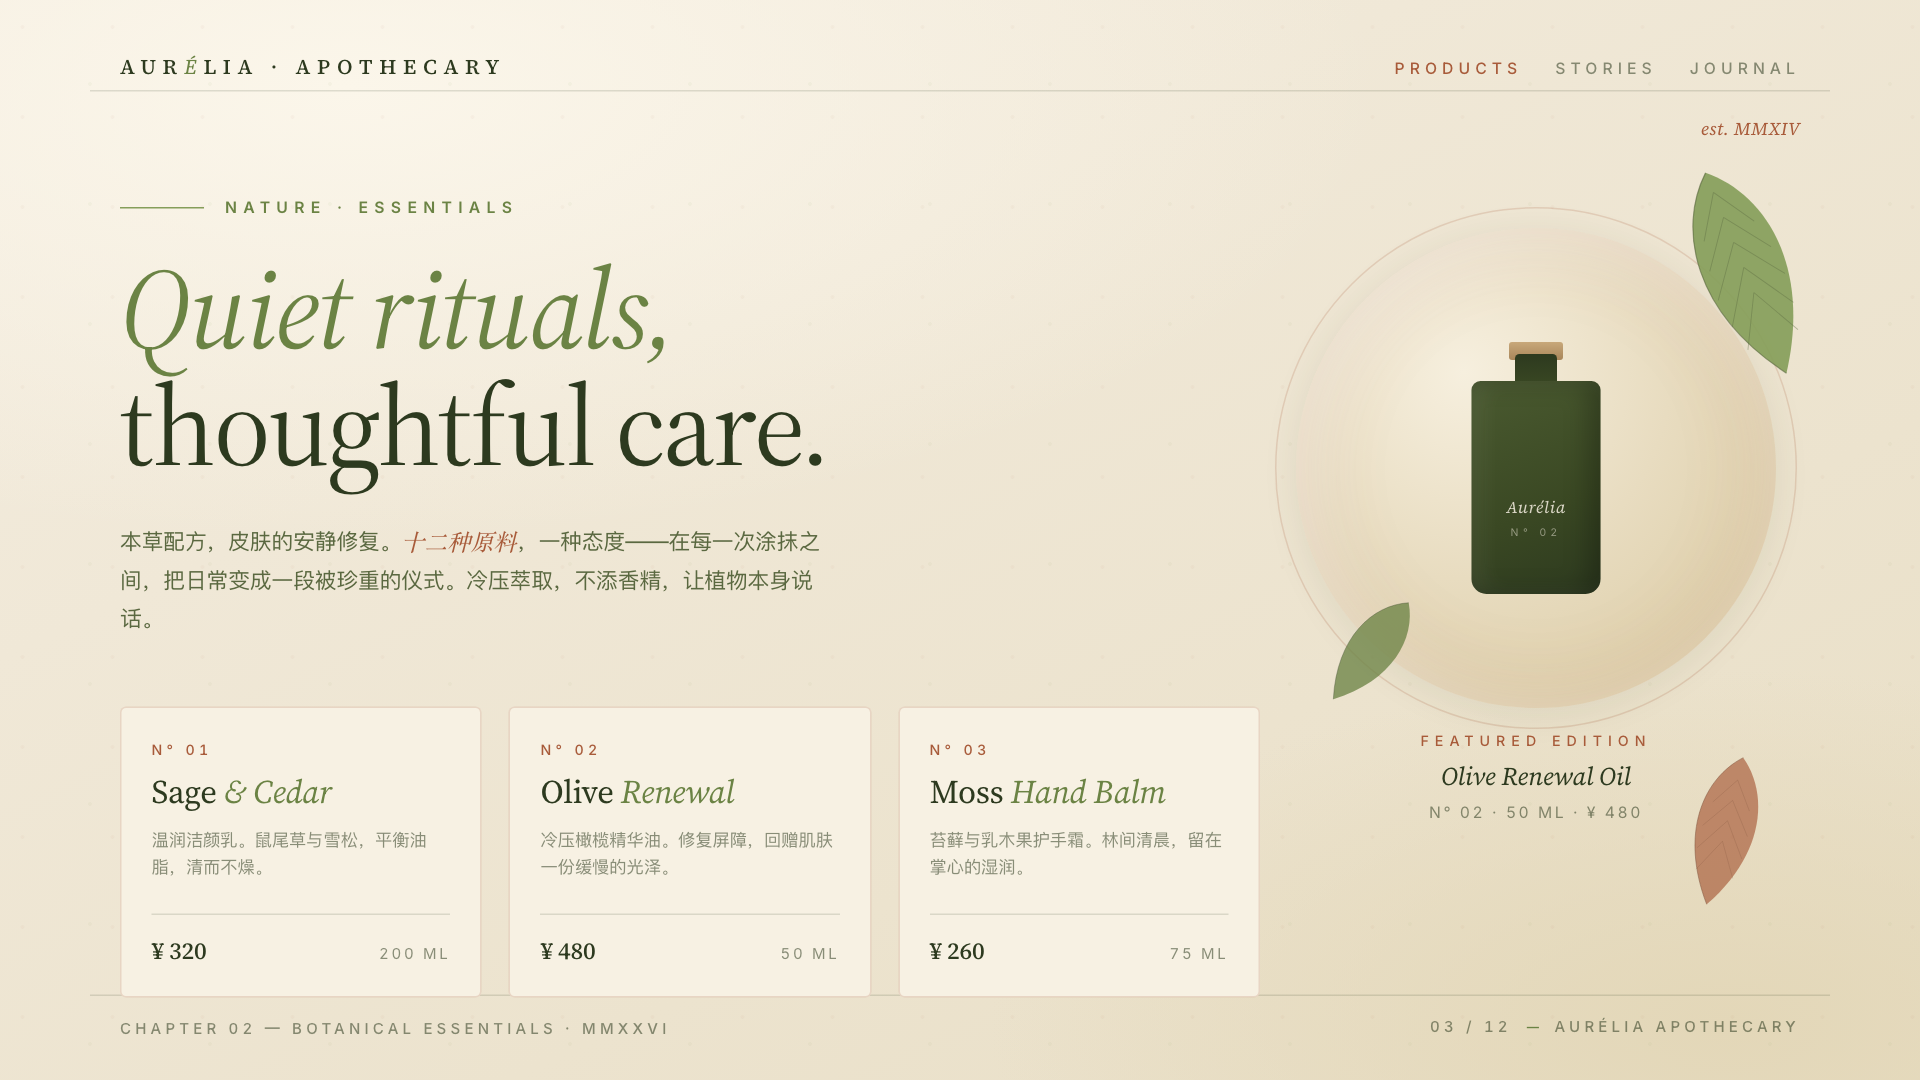 AURÉLIA · APOTHECARY
PRODUCTS STORIES JOURNAL
est. MMXIV
NATURE · ESSENTIALS
Quiet rituals,
thoughtful care.
本草配方，皮肤的安静修复。十二种原料，一种态度——在每一次涂抹之
间，把日常变成一段被珍重的仪式。冷压萃取，不添香精，让植物本身说
话。
Aurélia
N° 02
N° 01
Sage & Cedar
温润洁颜乳。鼠尾草与雪松，平衡油
脂，清而不燥。
¥ 320
200 ML
N° 02
Olive Renewal
冷压橄榄精华油。修复屏障，回赠肌肤
一份缓慢的光泽。
¥ 480
50 ML
N° 03
Moss Hand Balm
苔藓与乳木果护手霜。林间清晨，留在
掌心的湿润。
¥ 260
75 ML
FEATURED EDITION
Olive Renewal Oil
N° 02 · 50 ML · ¥ 480
CHAPTER 02 — BOTANICAL ESSENTIALS · MMXXVI
03 / 12 — AURÉLIA APOTHECARY